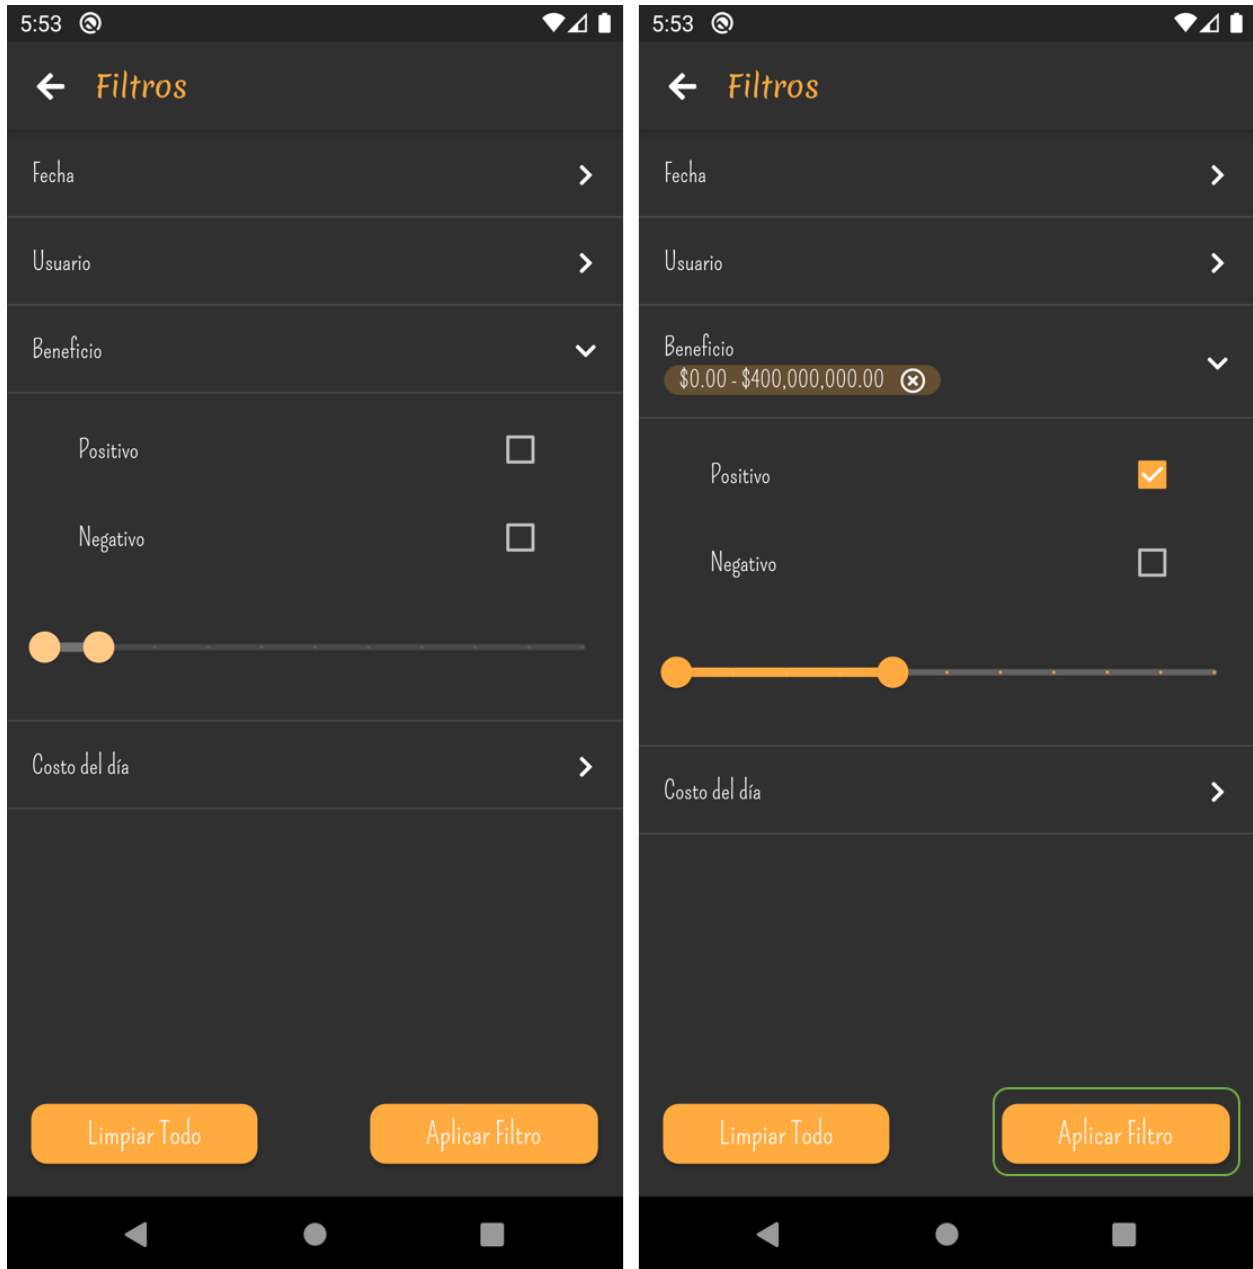 5:53
Filtros
Fecha
Usuario
Beneficio
Positivo
Negativo
Costo del día
Limpiar Todo
Aplicar Filtro
5:53
Filtros
Fecha
Usuario
Beneficio
$0.00 - $400,000,000.00
Positivo
Negativo
Costo del día
Limpiar Todo
Aplicar Filtro